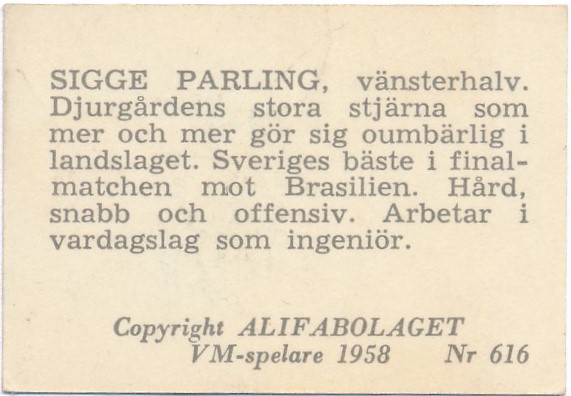 SIGGE PARLING, vänsterhalv.
Djurgårdens stora stjärna som
mer och mer gör sig oumbärlig i
landslaget. Sveriges bäste i final-
matchen mot Brasilien. Hård,
snabb och offensiv. Arbetar i
vardagslag som ingeniör.
Copyright ALIFABOLAGET
VM-spelare 1958 Nr 616